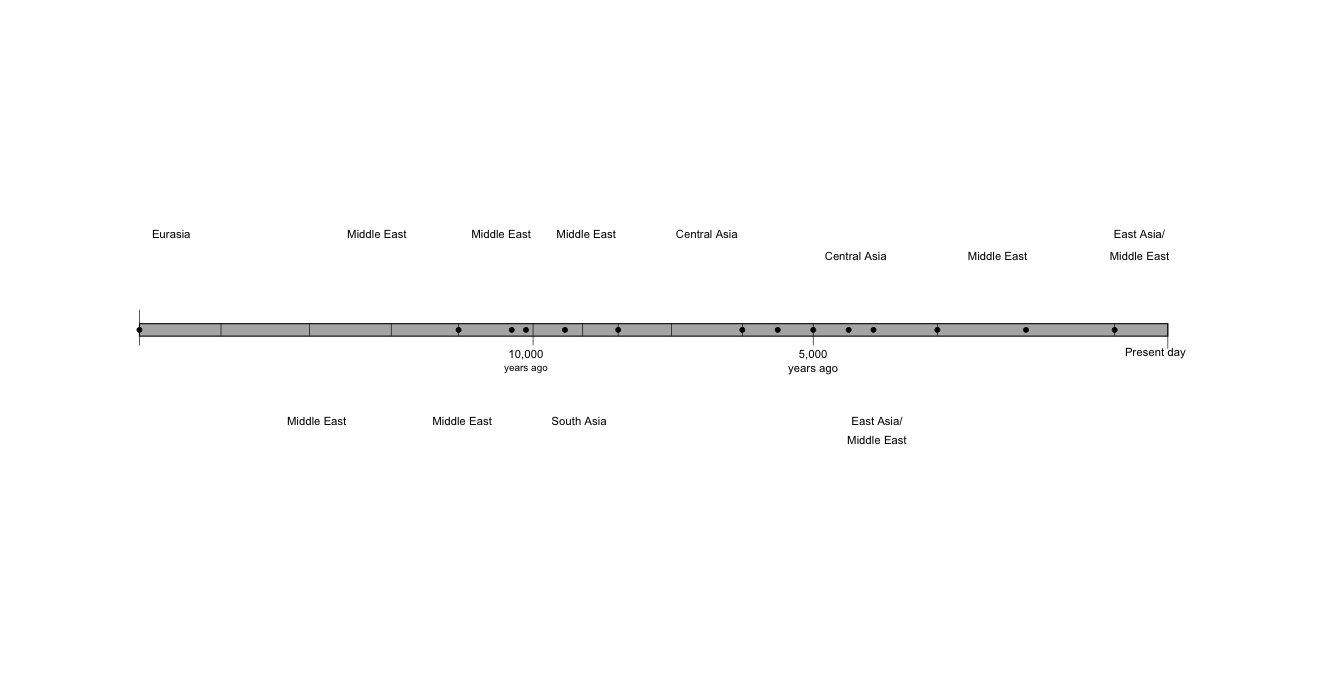 Eurasia
Middle East
Middle East
Middle East
Central Asia
East Asia/
Central Asia
Middle East
Middle East
10,000
years ago
5,000
years ago
Present day
Middle East
Middle East
South Asia
East Asia/
Middle East